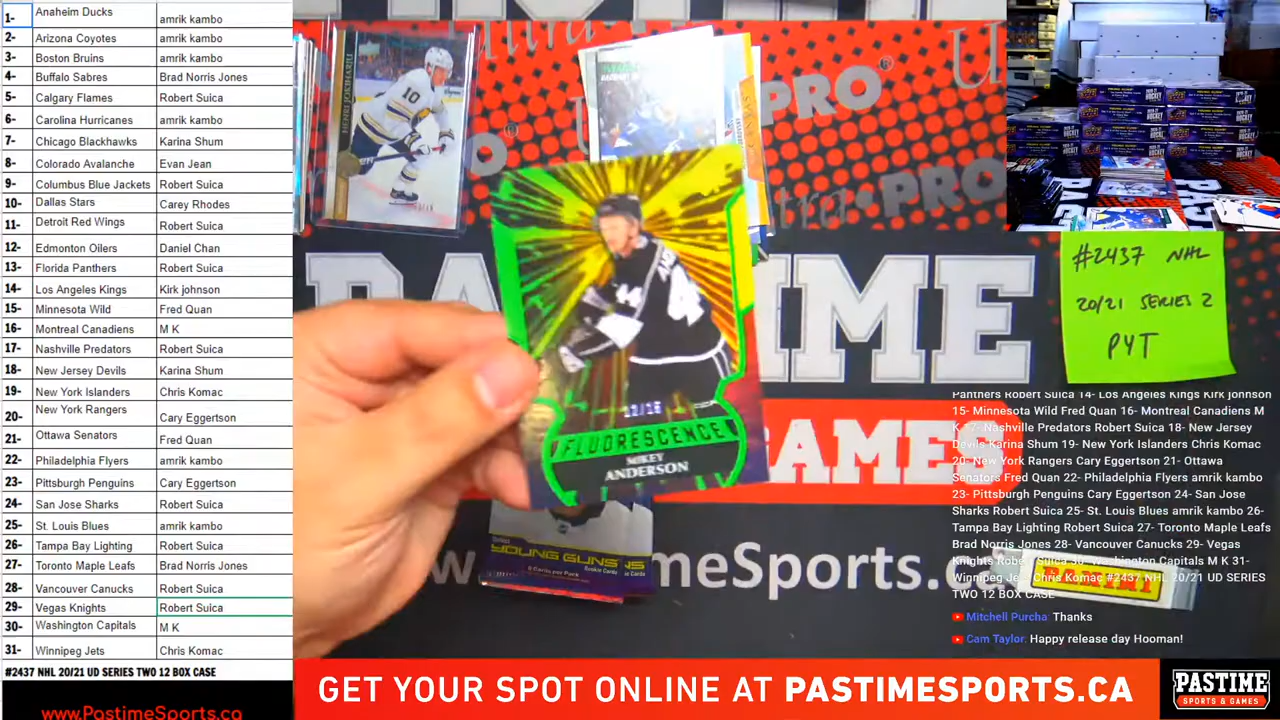 1- Anaheim Ducks amrik kambo
2- Arizona Coyotes amrik kambo
3- Boston Bruins amrik kambo
4- Buffalo Sabres Brad Norris Jones
5- Calgary Flames Robert Suica
6- Carolina Hurricanes amrik kambo
7- Chicago Blackhawks Karina Shum
8- Colorado Avalanche Evan Jean
9- Columbus Blue Jackets Robert Suica
10- Dallas Stars Carey Rhodes
11- Detroit Red Wings Robert Suica
12- Edmonton Oilers Daniel Chan
13- Florida Panthers Robert Suica
14- Los Angeles Kings Kirk johnson
15- Minnesota Wild Fred Quan
16- Montreal Canadiens M K
17- Nashville Predators Robert Suica
18- New Jersey Devils Karina Shum
19- New York Islanders Chris Komac
20- New York Rangers Cary Eggertson
21- Ottawa Senators Fred Quan
22- Philadelphia Flyers amrik kambo
23- Pittsburgh Penguins Cary Eggertson
24- San Jose Sharks Robert Suica
25- St. Louis Blues amrik kambo
26- Tampa Bay Lighting Robert Suica
27- Toronto Maple Leafs Brad Norris Jones
28- Vancouver Canucks Robert Suica
29- Vegas Knights Robert Suica
30- Washington Capitals M K
31- Winnipeg Jets Chris Komac
#2437 NHL 20/21 UD SERIES TWO 12 BOX CASE
www.PastimeSports.ca
10
PRO
44
FLUORESCENCE
MIKEY
ANDERSON
GAMES
YOUNG GUNS
meSports.
#2437 NHL
20/21 SERIES 2
PYT
Panthers Robert Suica 14- Los Angeles Kings Kirk johnson
15- Minnesota Wild Fred Quan 16- Montreal Canadiens M
K 17- Nashville Predators Robert Suica 18- New Jersey
Devils Karina Shum 19- New York Islanders Chris Komac
20- New York Rangers Cary Eggertson 21- Ottawa
Senators Fred Quan 22- Philadelphia Flyers amrik kambo
23- Pittsburgh Penguins Cary Eggertson 24- San Jose
Sharks Robert Suica 25- St. Louis Blues amrik kambo 26-
Tampa Bay Lighting Robert Suica 27- Toronto Maple Leafs
Brad Norris Jones 28- Vancouver Canucks 29- Vegas
Knights Robert Suica 30- Washington Capitals M K 31-
Winnipeg Jets Chris Komac #2437 NHL 20/21 UD SERIES
TWO 12 BOX CASE
Mitchell Purcha: Thanks
Cam Taylor: Happy release day Hooman!
GET YOUR SPOT ONLINE AT PASTIMESPORTS.CA
PASTIME
SPORTS & GAMES